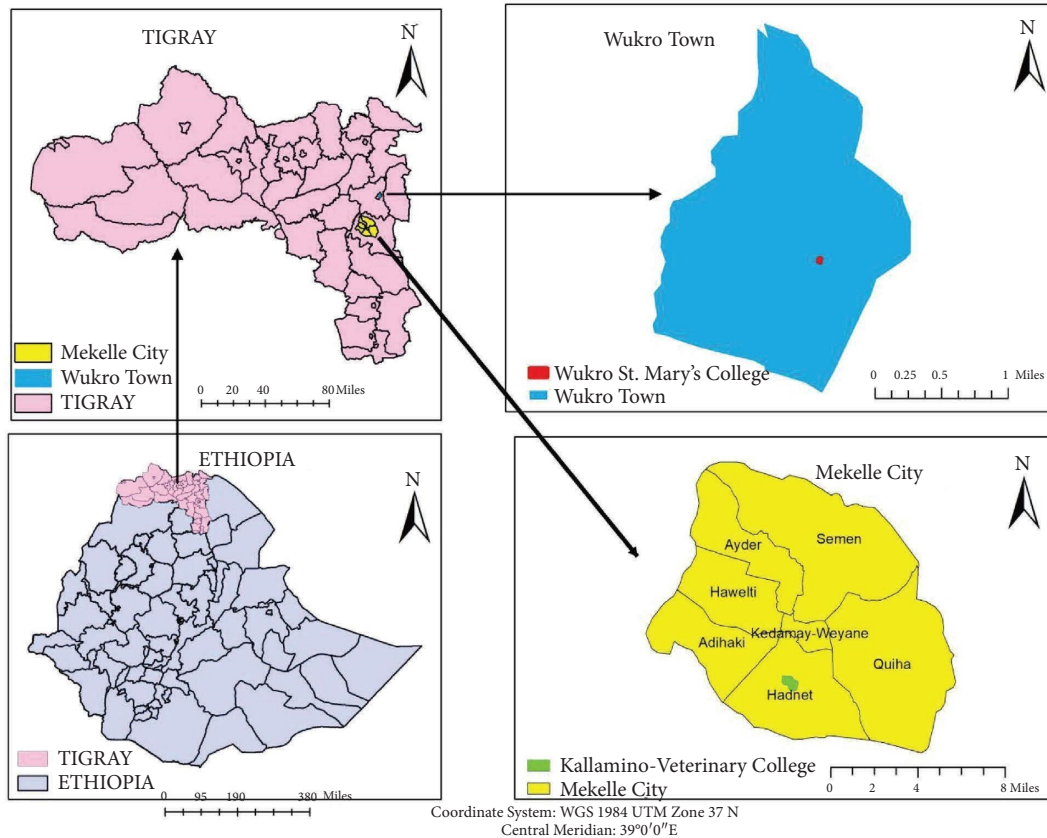 TIGRAY
N
Mekelle City
Wukro Town
TIGRAY
0 20 40 80 Miles
Wukro Town
N
Wukro St. Mary's College
Wukro Town
0 0.25 0.5 1 Miles
ETHIOPIA
N
TIGRAY
ETHIOPIA
0 95 190 380 Miles
Mekelle City
N
Semen
Ayder
Hawelti
Kedamay-Weyane
Adihaki
Quiha
Hadnet
Kallamino-Veterinary College
Mekelle City
0 2 4 8 Miles
Coordinate System: WGS 1984 UTM Zone 37 N
Central Meridian: 39°0′0″E